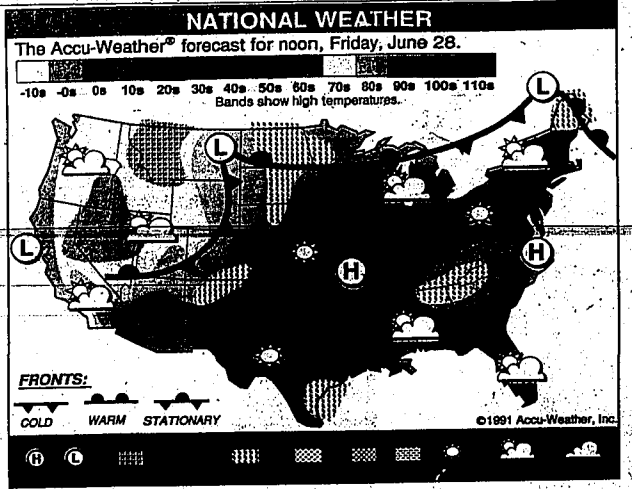 NATIONAL WEATHER
The Accu-Weather® forecast for noon, Friday, June 28.
-10s -0s 0s 10s 20s 30s 40s 50s 60s 70s 80s 90s 100s 110s
Bands show high temperatures.
L
L
L
H
H
FRONTS:
COLD WARM STATIONARY
©1991 Accu-Weather, Inc.
H L